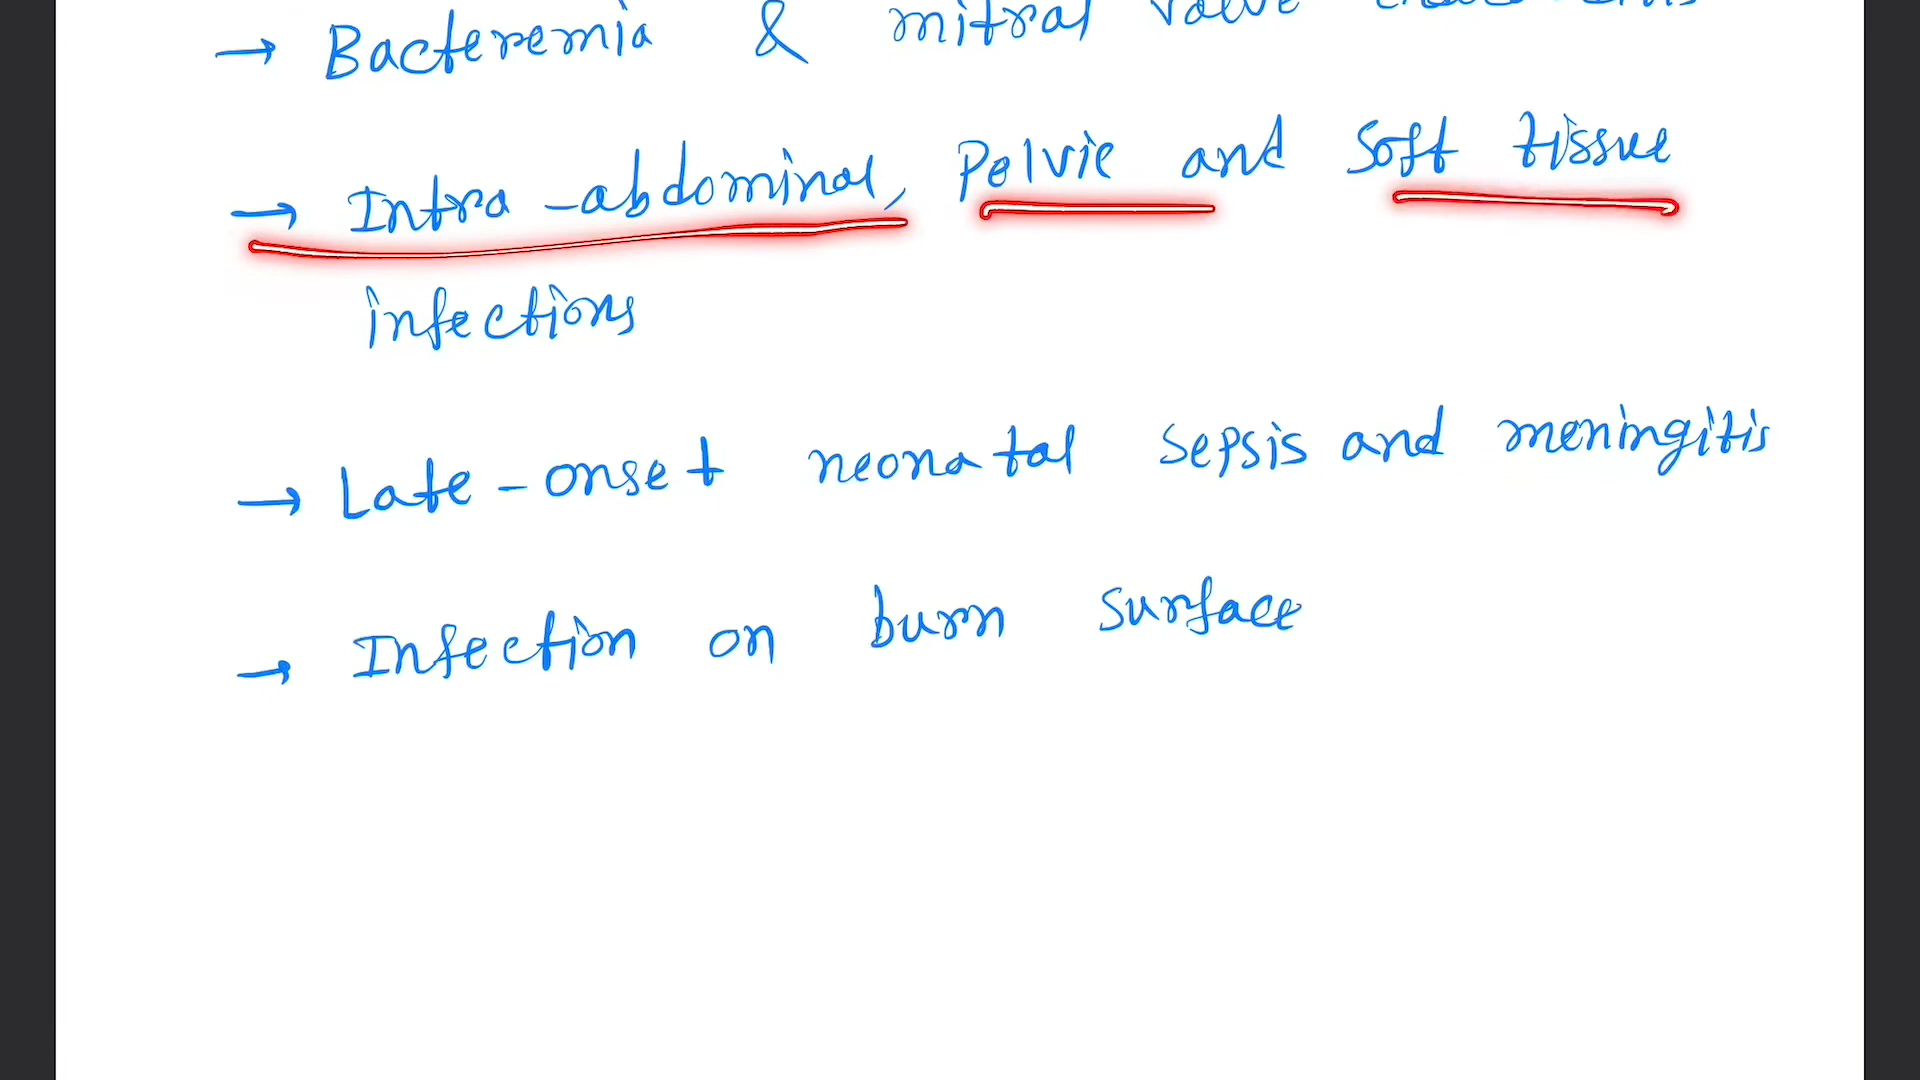 → Bacteremia & mitral valve
→ Intra-abdominal, Pelvic and Soft tissue
infections
→ Late-onset neonatal sepsis and meningitis
→ Infection on burn surface